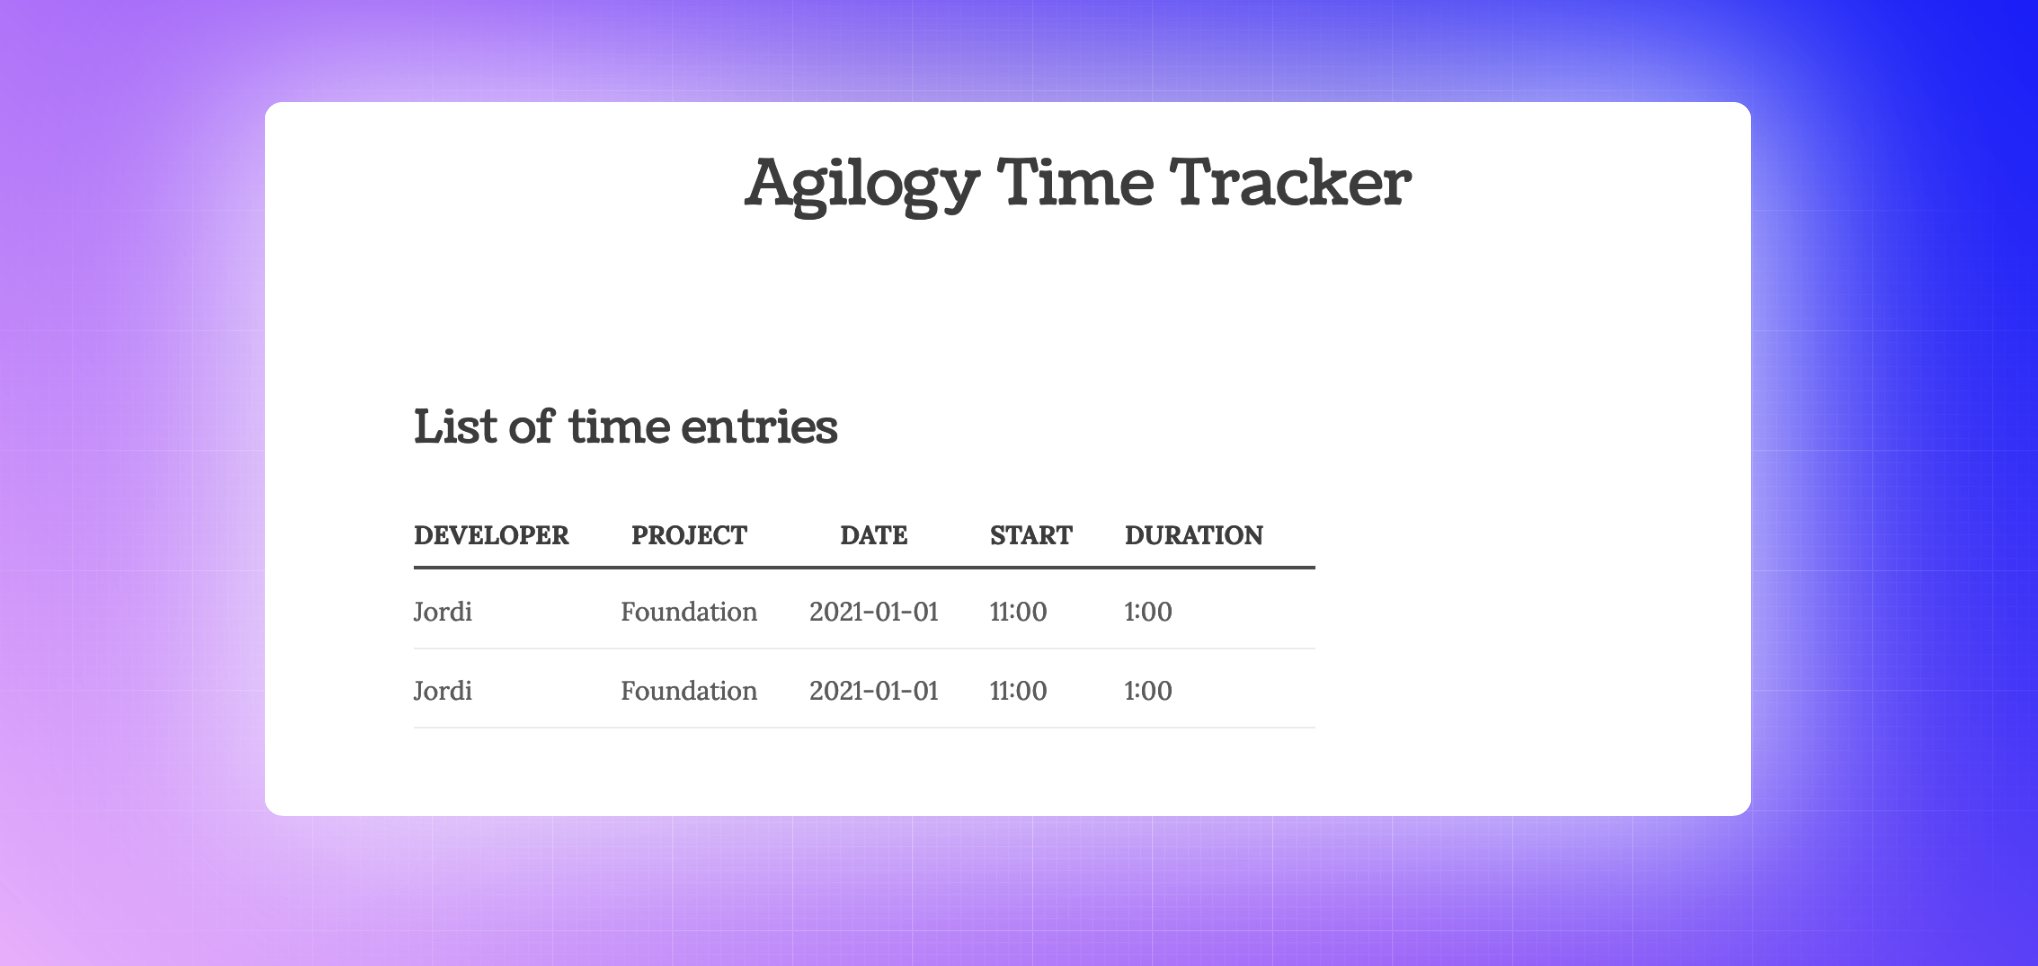 Agilogy Time Tracker
List of time entries
DEVELOPER PROJECT DATE START DURATION
Jordi Foundation 2021-01-01 11:00 1:00
Jordi Foundation 2021-01-01 11:00 1:00